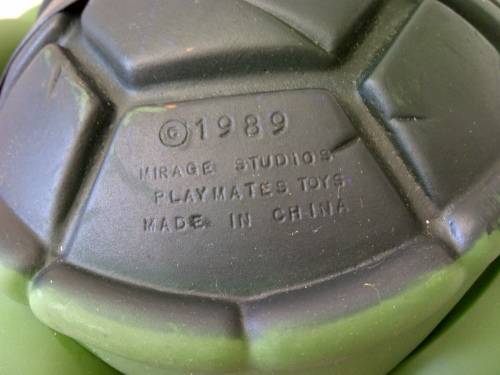 ©1989
MIRAGE STUDIOS
PLAYMATES TOYS
MADE IN CHINA